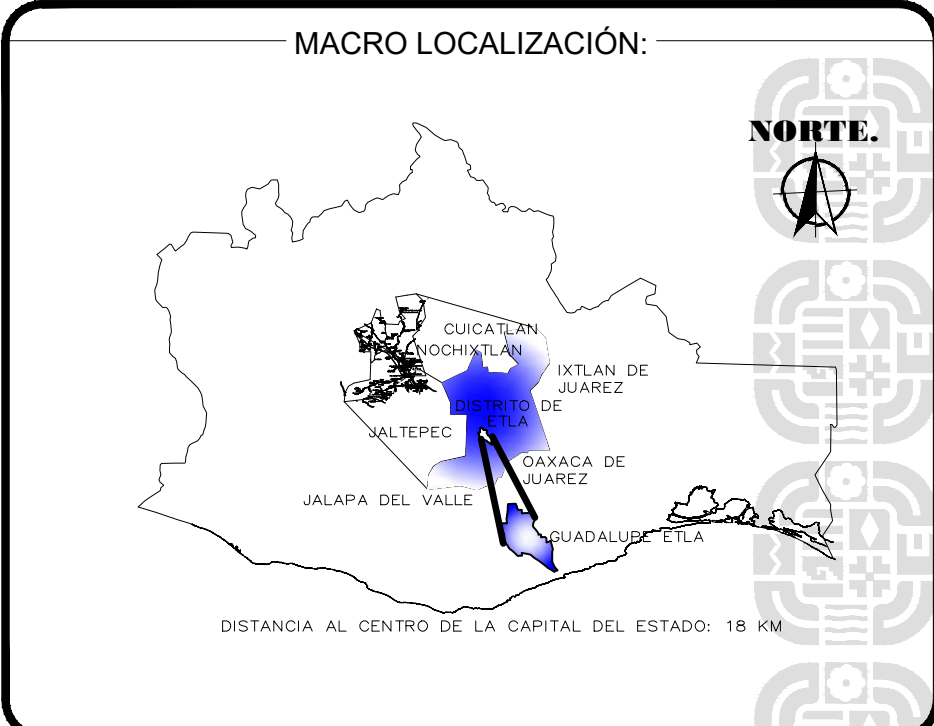 MACRO LOCALIZACIÓN:
NORTE.
CUICATLAN
NOCHIXTLAN
IXTLAN DE
JUAREZ
DISTRITO DE
ETLA
JALTEPEC
OAXACA DE
JUAREZ
JALAPA DEL VALLE
GUADALUPE ETLA
DISTANCIA AL CENTRO DE LA CAPITAL DEL ESTADO: 18 KM